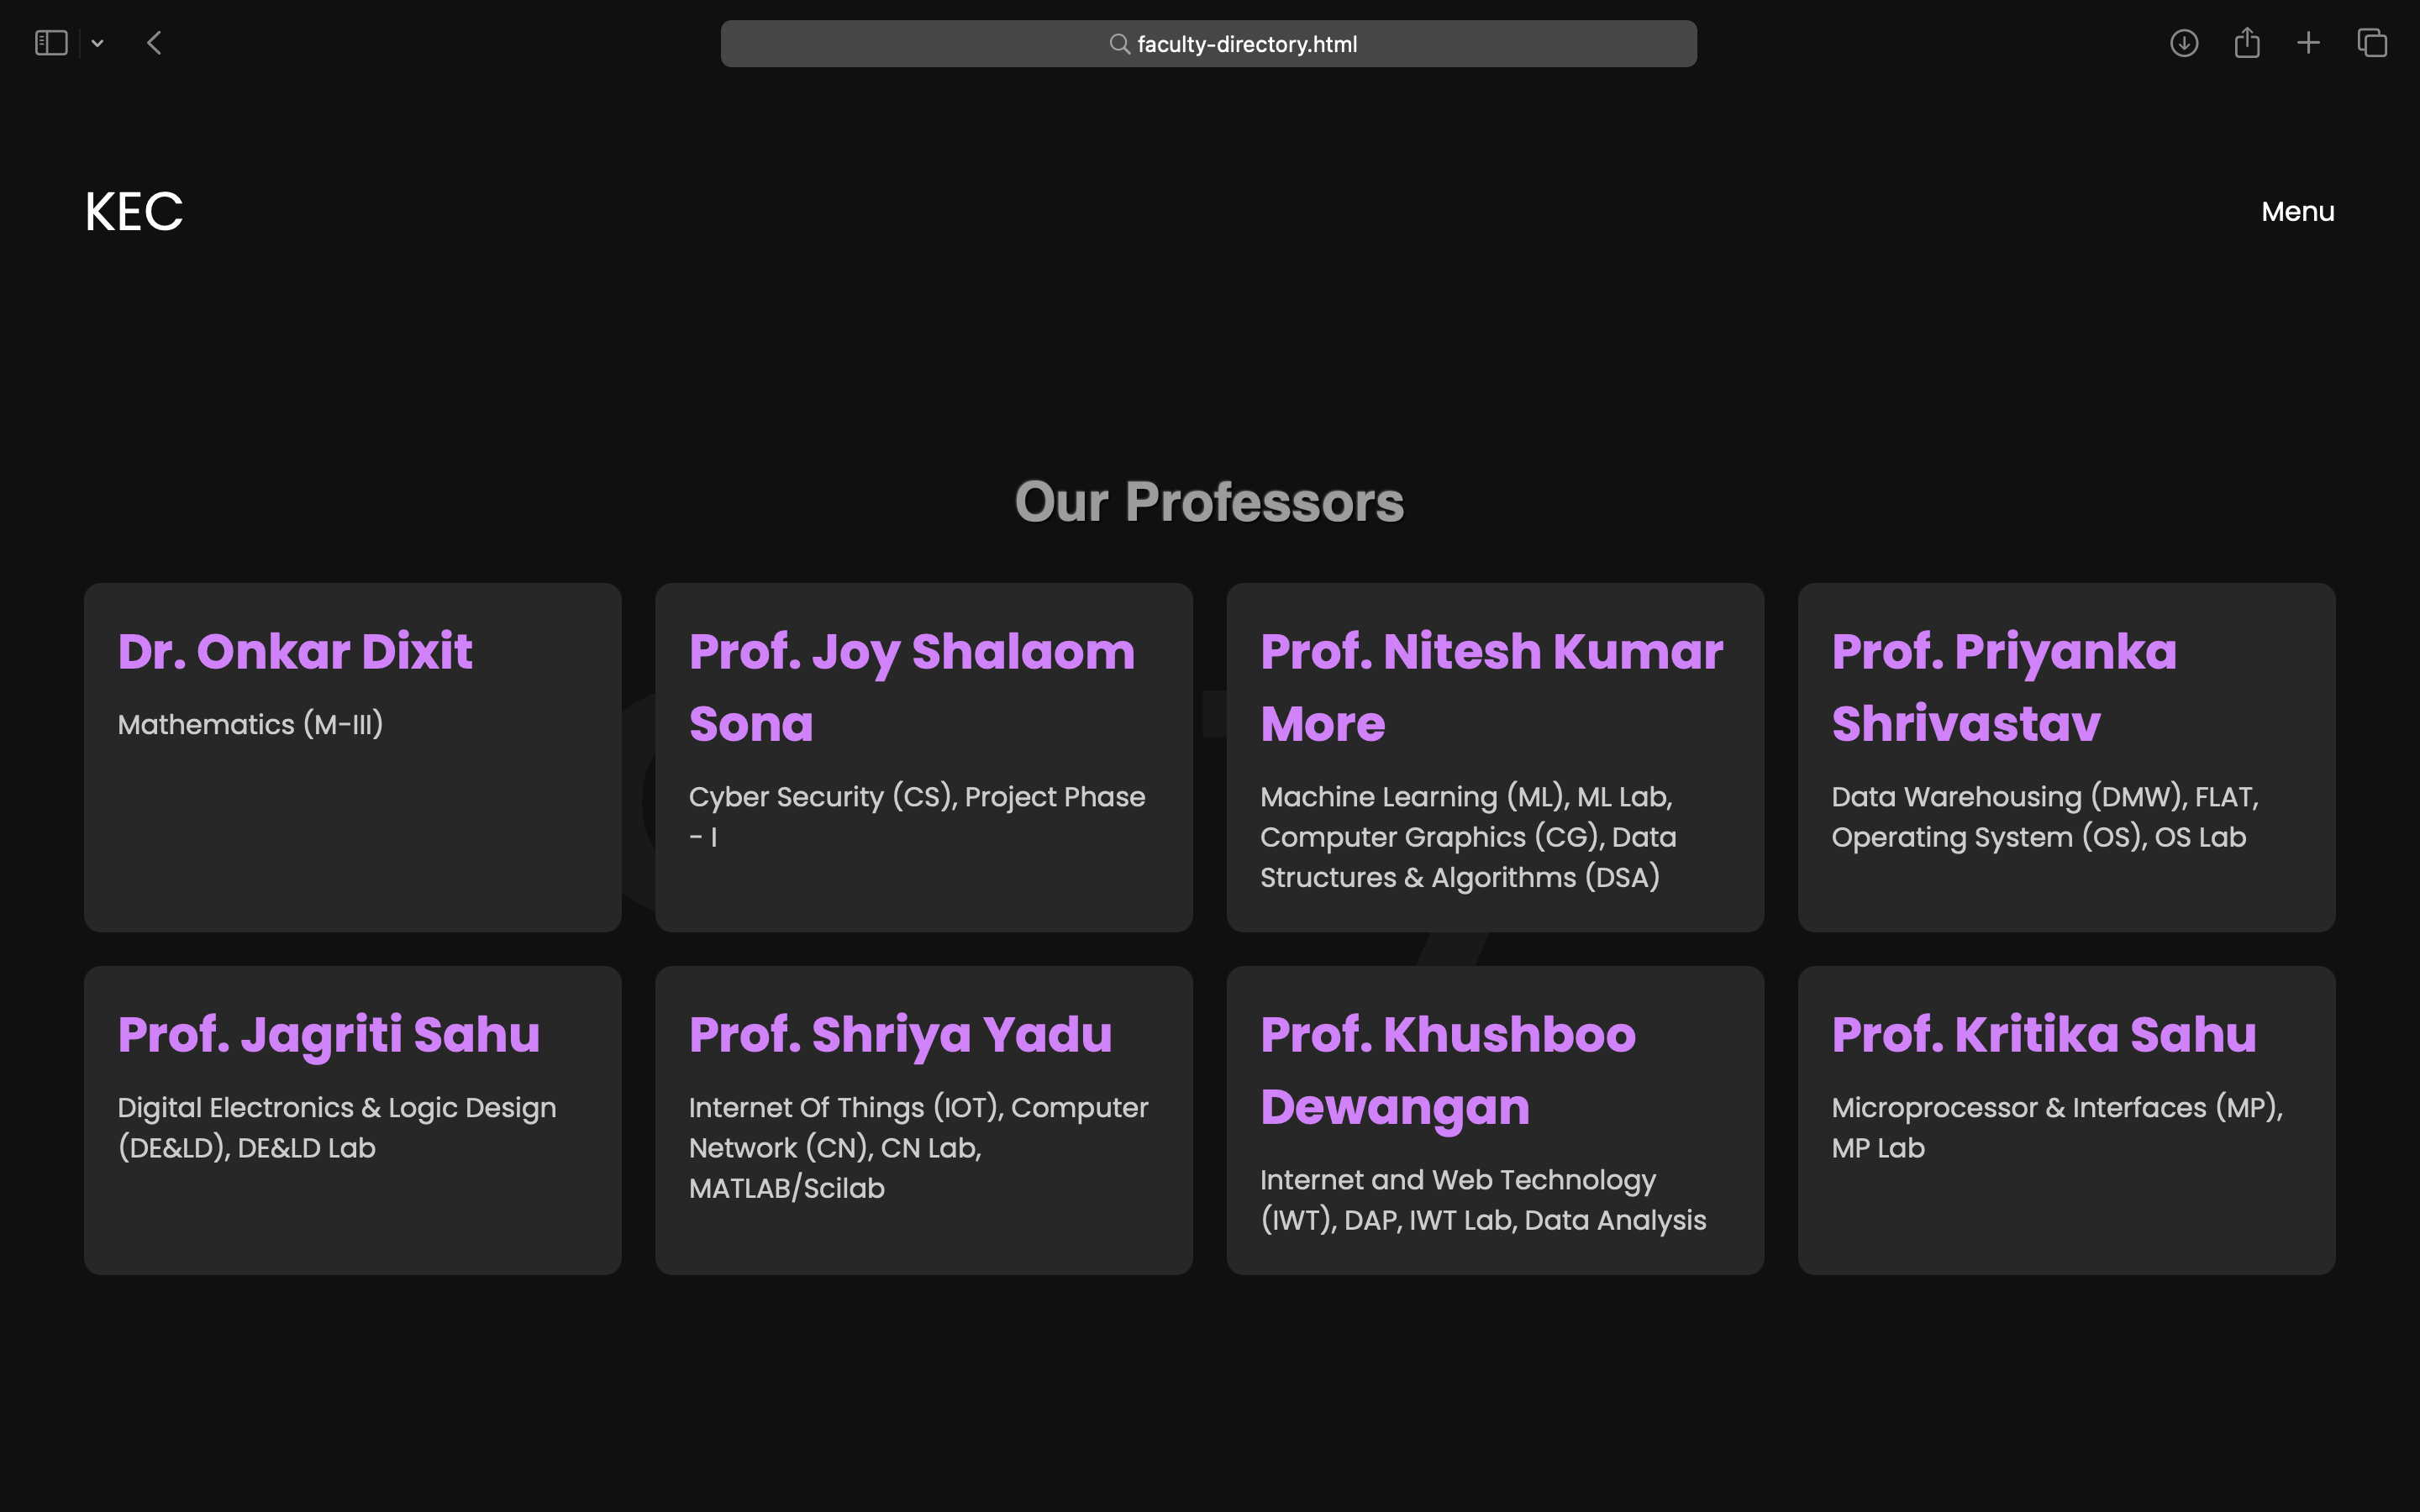 faculty-directory.html
KEC
Menu
Our Professors
Dr. Onkar Dixit
Mathematics (M-III)
Prof. Joy Shalaom
Sona
Cyber Security (CS), Project Phase
- I
Prof. Nitesh Kumar
More
Machine Learning (ML), ML Lab,
Computer Graphics (CG), Data
Structures & Algorithms (DSA)
Prof. Priyanka
Shrivastav
Data Warehousing (DMW), FLAT,
Operating System (OS), OS Lab
Prof. Jagriti Sahu
Digital Electronics & Logic Design
(DE&LD), DE&LD Lab
Prof. Shriya Yadu
Internet Of Things (IOT), Computer
Network (CN), CN Lab,
MATLAB/Scilab
Prof. Khushboo
Dewangan
Internet and Web Technology
(IWT), DAP, IWT Lab, Data Analysis
Prof. Kritika Sahu
Microprocessor & Interfaces (MP),
MP Lab